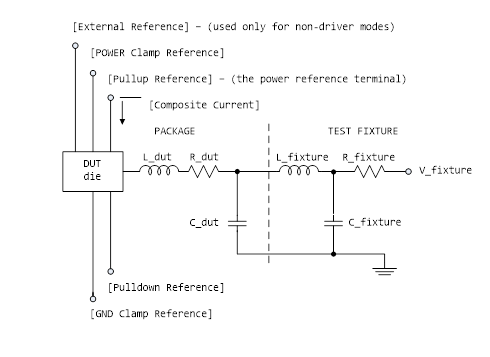 [External Reference] - (used only for non-driver modes)
[POWER Clamp Reference]
[Pullup Reference] - (the power reference terminal)
[Composite Current]
PACKAGE TEST FIXTURE
L_dut R_dut L_fixture R_fixture
DUT
die
V_fixture
C_dut C_fixture
[Pulldown Reference]
[GND Clamp Reference]